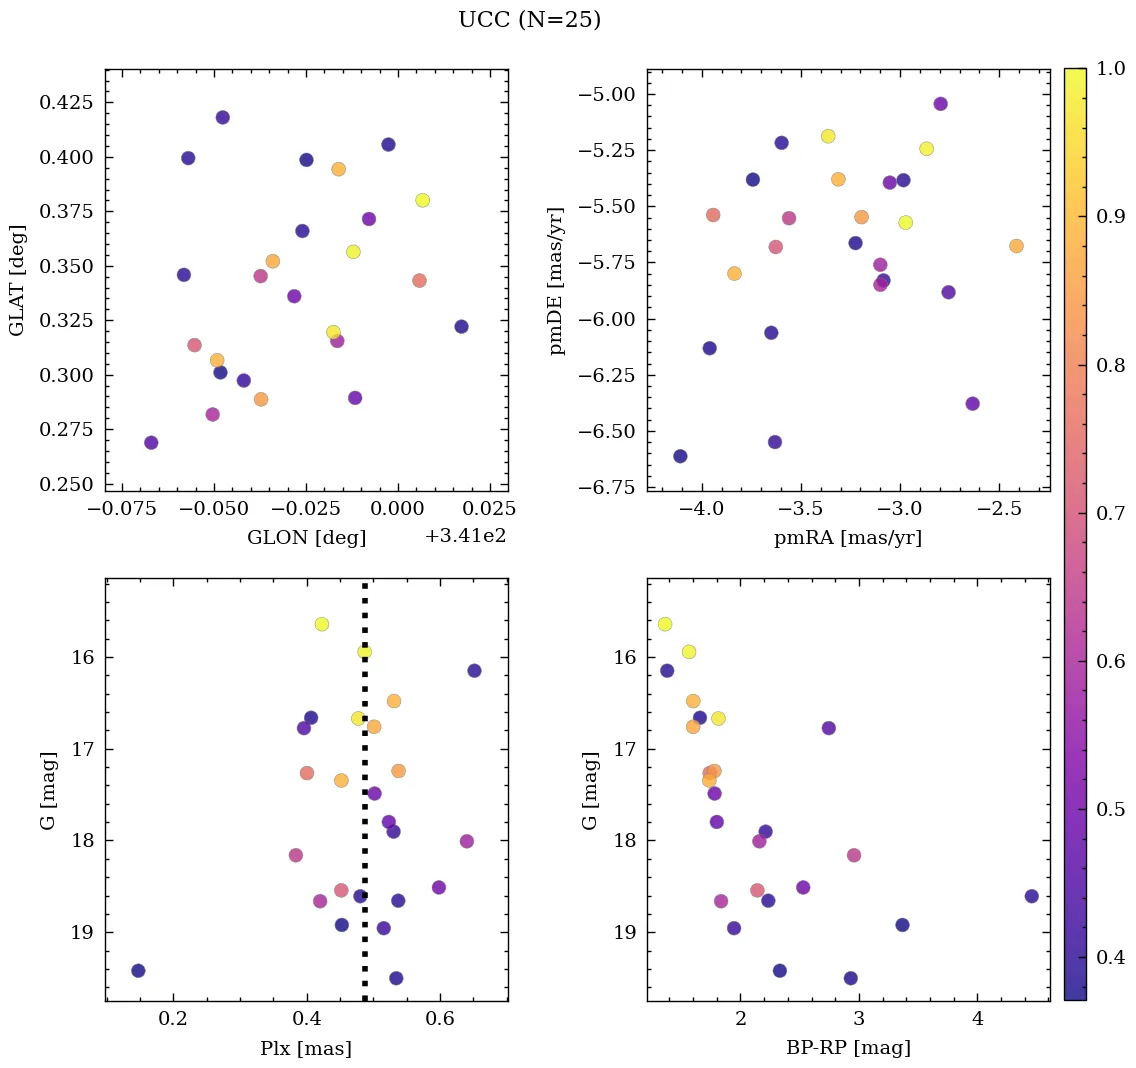 UCC (N=25)
0.425
0.400
0.375
0.350
0.325
0.300
0.275
0.250
GLAT [deg]
−0.075 −0.050 −0.025 0.000 0.025
GLON [deg]
+3.41e2
−5.00
−5.25
−5.50
−5.75
−6.00
−6.25
−6.50
−6.75
pmDE [mas/yr]
−4.0 −3.5 −3.0 −2.5
pmRA [mas/yr]
1.0
0.9
0.8
0.7
0.6
0.5
0.4
16
17
18
19
G [mag]
0.2 0.4 0.6
Plx [mas]
16
17
18
19
G [mag]
2 3 4
BP-RP [mag]